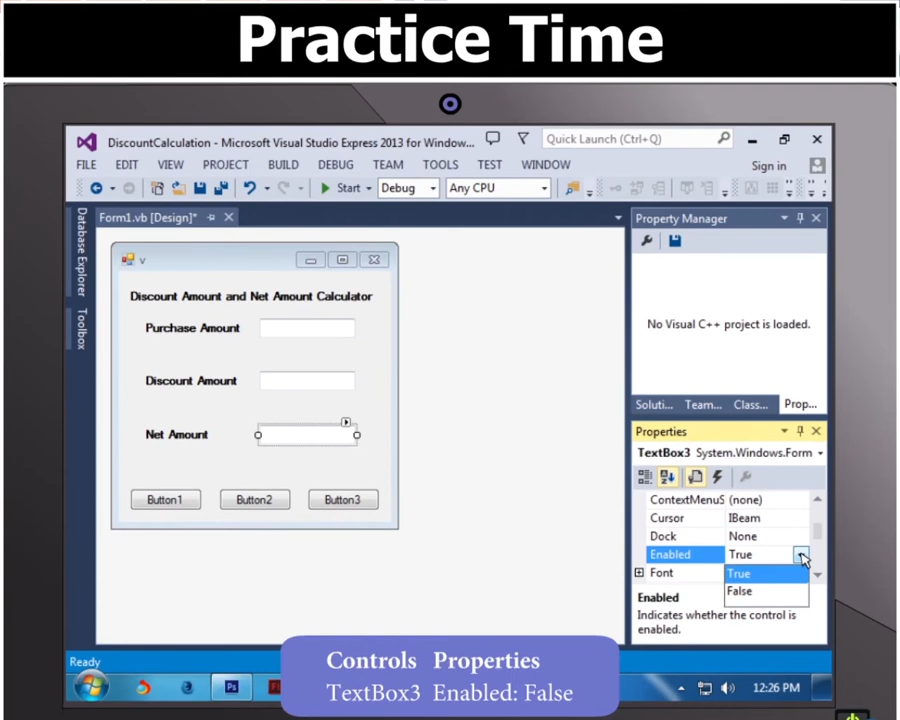 Practice Time
DiscountCalculation - Microsoft Visual Studio Express 2013 for Window...
Quick Launch (Ctrl+Q)
FILE EDIT VIEW PROJECT BUILD DEBUG TEAM TOOLS TEST WINDOW
Sign in
Start Debug Any CPU
Database Explorer
Toolbox
Form1.vb [Design]*
v
Discount Amount and Net Amount Calculator
Purchase Amount
Discount Amount
Net Amount
Button1 Button2 Button3
Property Manager
No Visual C++ project is loaded.
Soluti... Team... Class... Prop...
Properties
TextBox3 System.Windows.Form
ContextMenuS (none)
Cursor IBeam
Dock None
Enabled True
Font
True
False
Enabled
Indicates whether the control is
enabled.
Ready
Controls Properties
TextBox3 Enabled: False
Ps
12:26 PM